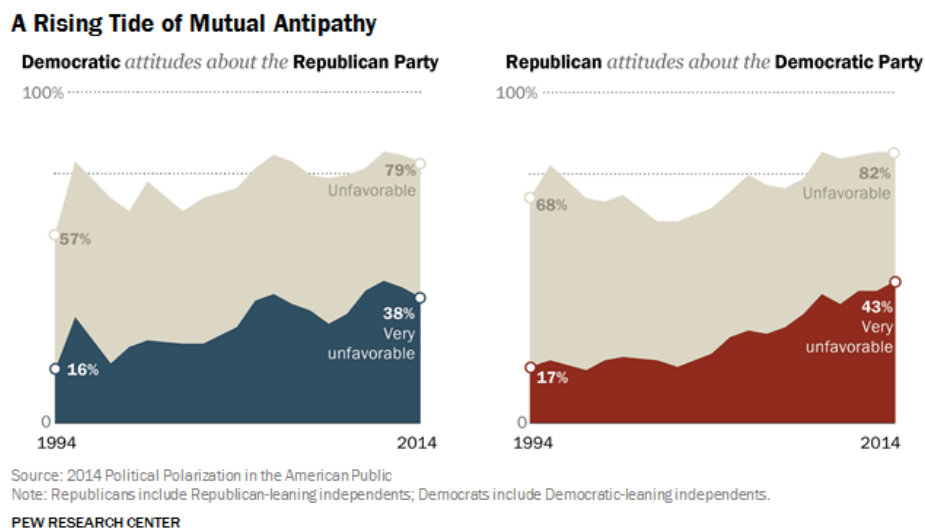 A Rising Tide of Mutual Antipathy
Democratic attitudes about the Republican Party
100%
79%
Unfavorable
57%
38%
Very
unfavorable
16%
0
1994
2014
Republican attitudes about the Democratic Party
100%
82%
Unfavorable
68%
43%
Very
unfavorable
17%
0
1994
2014
Source: 2014 Political Polarization in the American Public
Note: Republicans include Republican-leaning independents; Democrats include Democratic-leaning independents.
PEW RESEARCH CENTER